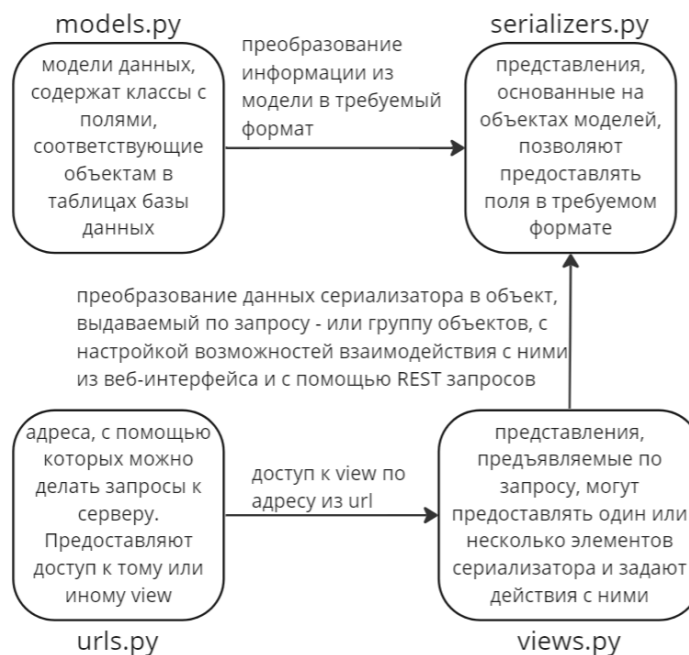 models.py
модели данных,
содержат классы с
полями,
соответствующие
объектам в
таблицах базы
данных
преобразование
информации из
модели в требуемый
формат
serializers.py
представления,
основанные на
объектах моделей,
позволяют
предоставлять
поля в требуемом
формате
преобразование данных сериализатора в объект,
выдаваемый по запросу - или группу объектов, с
настройкой возможностей взаимодействия с ними
из веб-интерфейса и с помощью REST запросов
адреса, с помощью
которых можно
делать запросы к
серверу.
Предоставляют
доступ к тому или
иному view
urls.py
доступ к view по
адресу из url
представления,
предъявляемые по
запросу, могут
предоставлять один или
несколько элементов
сериализатора и задают
действия с ними
views.py